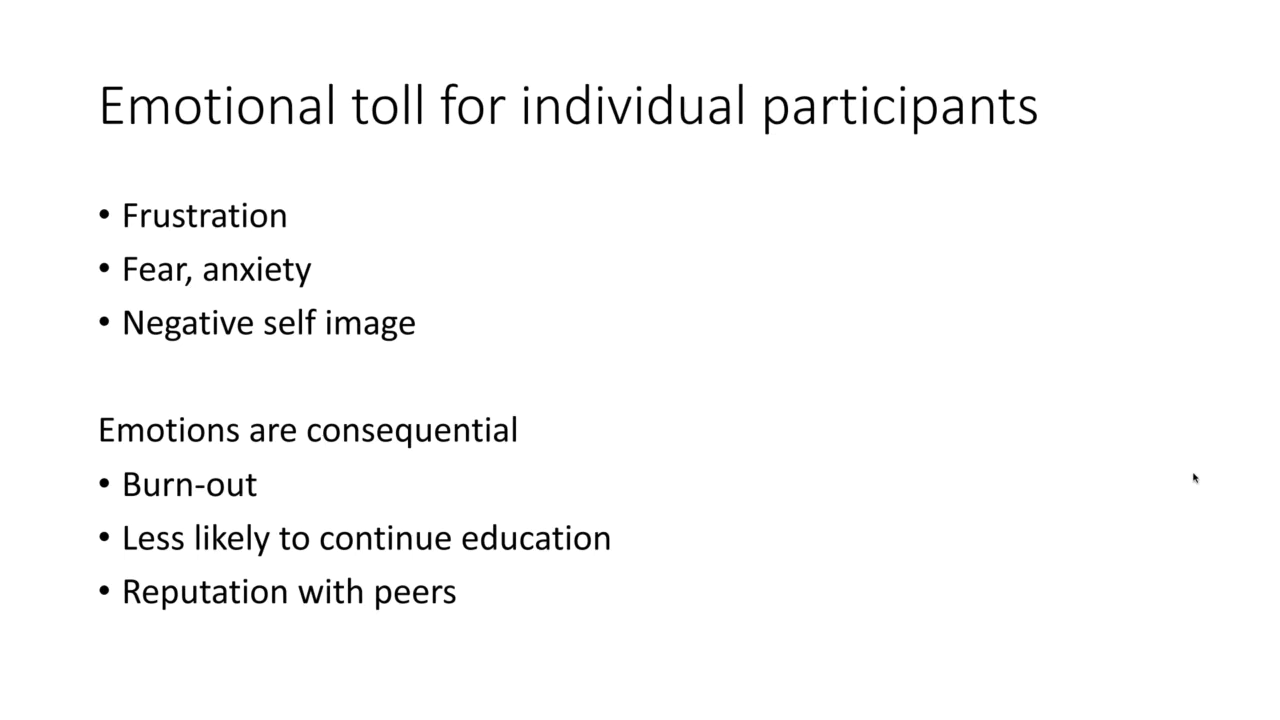 Emotional toll for individual participants
• Frustration
• Fear, anxiety
• Negative self image
Emotions are consequential
• Burn-out
• Less likely to continue education
• Reputation with peers